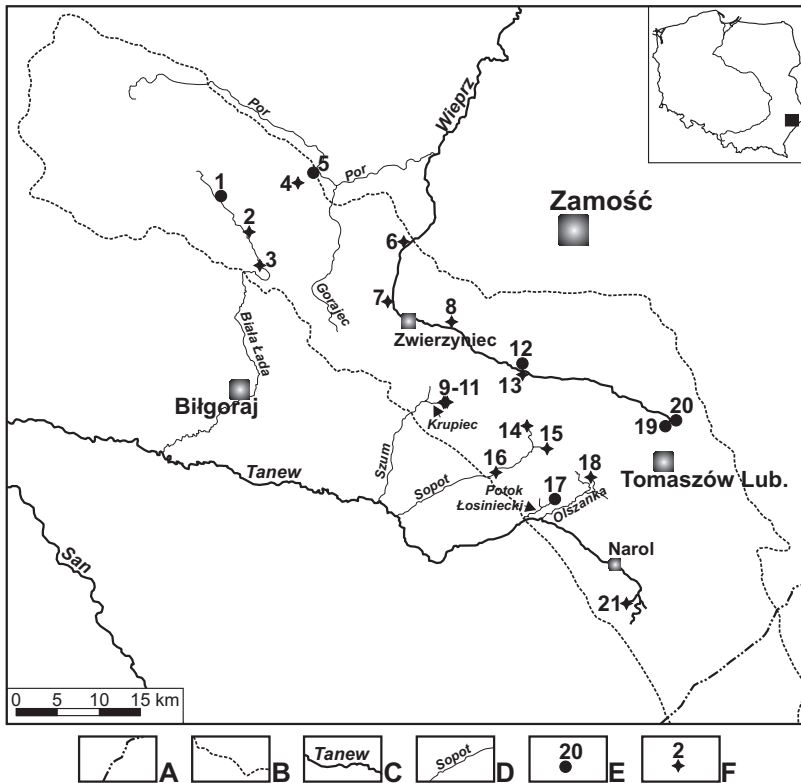 Por
Wieprz
Zamość
1
5
4
Por
2
3
6
Gorajec
7
8
Biała Łada
Zwierzyniec
12
13
Biłgoraj
9-11
Krupiec
Szum
14
15
20
19
16
18
Tomaszów Lub.
Tanew
Sopot
Potok
Łosiniecki
17
Olszanka
San
Narol
21
0 5 10 15 km
A
B
Tanew
C
Sopot
D
20
E
2
F